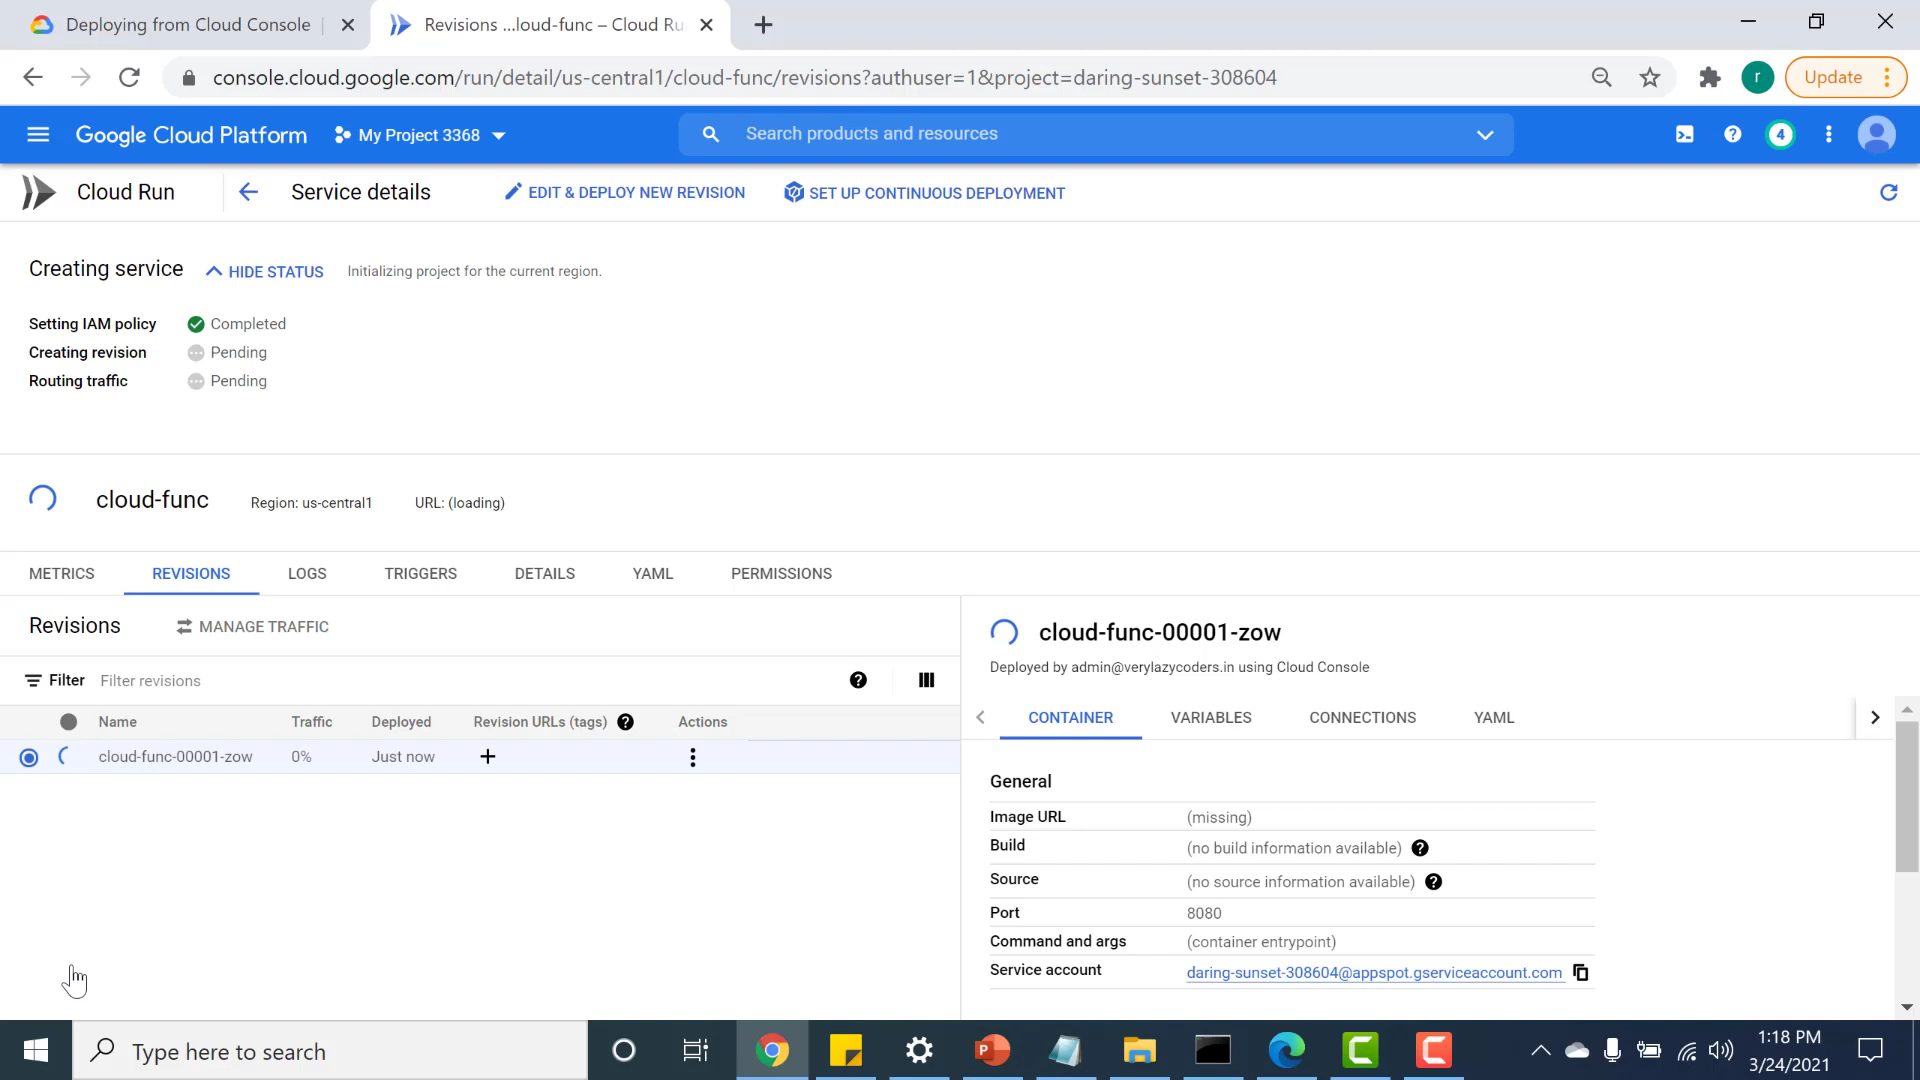 Deploying from Cloud Console
Revisions ...loud-func – Cloud Ru
console.cloud.google.com/run/detail/us-central1/cloud-func/revisions?authuser=1&project=daring-sunset-308604
r
Update
Google Cloud Platform
My Project 3368
Search products and resources
4
Cloud Run
Service details
EDIT & DEPLOY NEW REVISION
SET UP CONTINUOUS DEPLOYMENT
Creating service
HIDE STATUS
Initializing project for the current region.
Setting IAM policy Completed
Creating revision Pending
Routing traffic Pending
cloud-func
Region: us-central1
URL: (loading)
METRICS REVISIONS LOGS TRIGGERS DETAILS YAML PERMISSIONS
Revisions
MANAGE TRAFFIC
Filter Filter revisions
Name Traffic Deployed Revision URLs (tags) Actions
cloud-func-00001-zow 0% Just now
cloud-func-00001-zow
Deployed by admin@verylazycoders.in using Cloud Console
CONTAINER VARIABLES CONNECTIONS YAML
General
Image URL (missing)
Build (no build information available)
Source (no source information available)
Port 8080
Command and args (container entrypoint)
Service account daring-sunset-308604@appspot.gserviceaccount.com
Type here to search
1:18 PM
3/24/2021